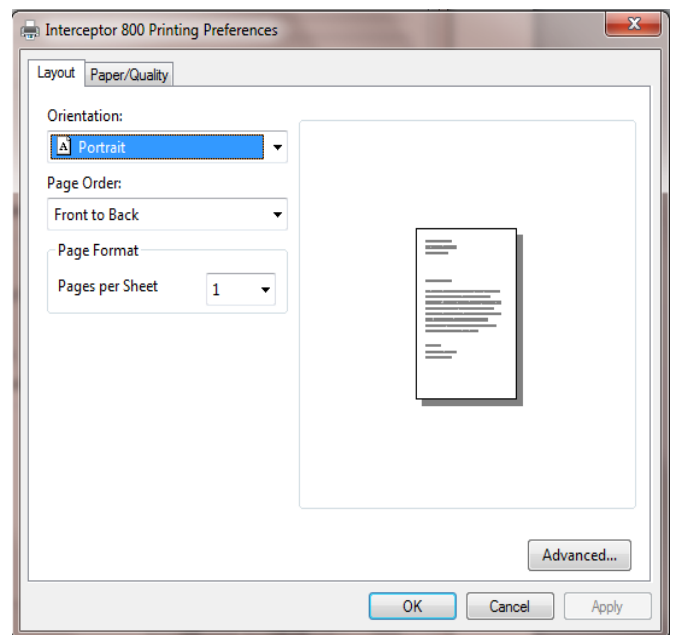 Interceptor 800 Printing Preferences
Layout Paper/Quality
Orientation:
A Portrait
Page Order:
Front to Back
Page Format
Pages per Sheet 1
Advanced...
OK Cancel Apply